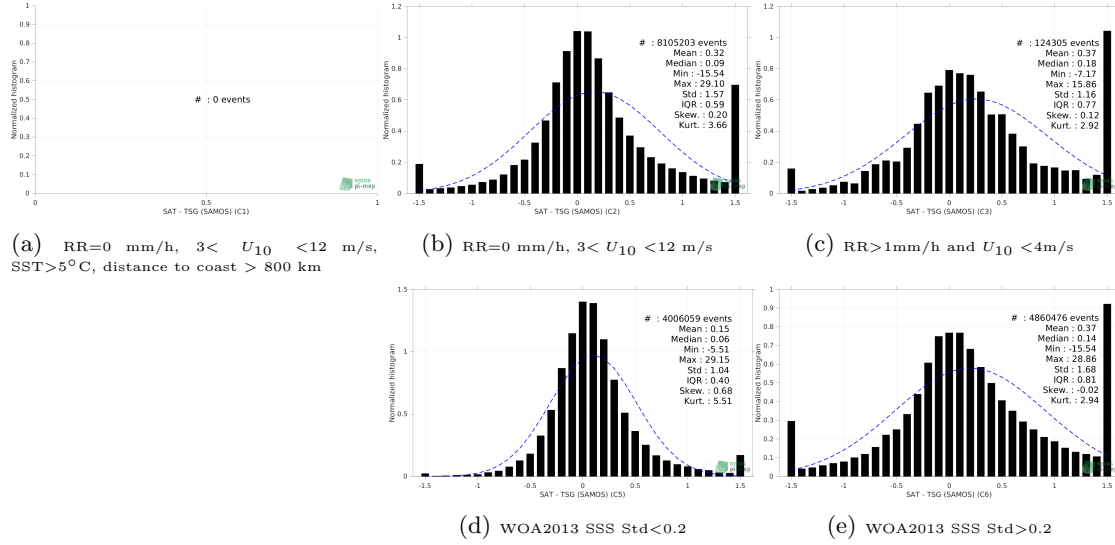 1
0.9
0.8
0.7
0.6
0.5
0.4
0.3
0.2
0.1
0
Normalized histogram
# : 0 events
smos
pi-mep
0 0.5 1
SAT - TSG (SAMOS) (C1)
(a) RR=0 mm/h, 3< U10 <12 m/s,
SST>5°C, distance to coast > 800 km
1.2
1
0.8
0.6
0.4
0.2
0
Normalized histogram
# : 8105203 events
Mean : 0.32
Median : 0.09
Min : -15.54
Max : 29.10
Std : 1.57
IQR : 0.59
Skew. : 0.20
Kurt. : 3.66
smos
pi-mep
-1.5 -1 -0.5 0 0.5 1 1.5
SAT - TSG (SAMOS) (C2)
(b) RR=0 mm/h, 3< U10 <12 m/s
1.2
1
0.8
0.6
0.4
0.2
0
Normalized histogram
# : 124305 events
Mean : 0.37
Median : 0.18
Min : -7.17
Max : 15.86
Std : 1.16
IQR : 0.77
Skew. : 0.12
Kurt. : 2.92
smos
pi-mep
-1.5 -1 -0.5 0 0.5 1 1.5
SAT - TSG (SAMOS) (C3)
(c) RR>1mm/h and U10 <4m/s
1.5
1
0.5
0
Normalized histogram
# : 4006059 events
Mean : 0.15
Median : 0.06
Min : -5.51
Max : 29.15
Std : 1.04
IQR : 0.40
Skew. : 0.68
Kurt. : 5.51
smos
pi-mep
-1.5 -1 -0.5 0 0.5 1 1.5
SAT - TSG (SAMOS) (C5)
(d) WOA2013 SSS Std<0.2
1
0.9
0.8
0.7
0.6
0.5
0.4
0.3
0.2
0.1
0
Normalized histogram
# : 4860476 events
Mean : 0.37
Median : 0.14
Min : -15.54
Max : 28.86
Std : 1.68
IQR : 0.81
Skew. : -0.02
Kurt. : 2.94
smos
pi-mep
-1.5 -1 -0.5 0 0.5 1 1.5
SAT - TSG (SAMOS) (C6)
(e) WOA2013 SSS Std>0.2